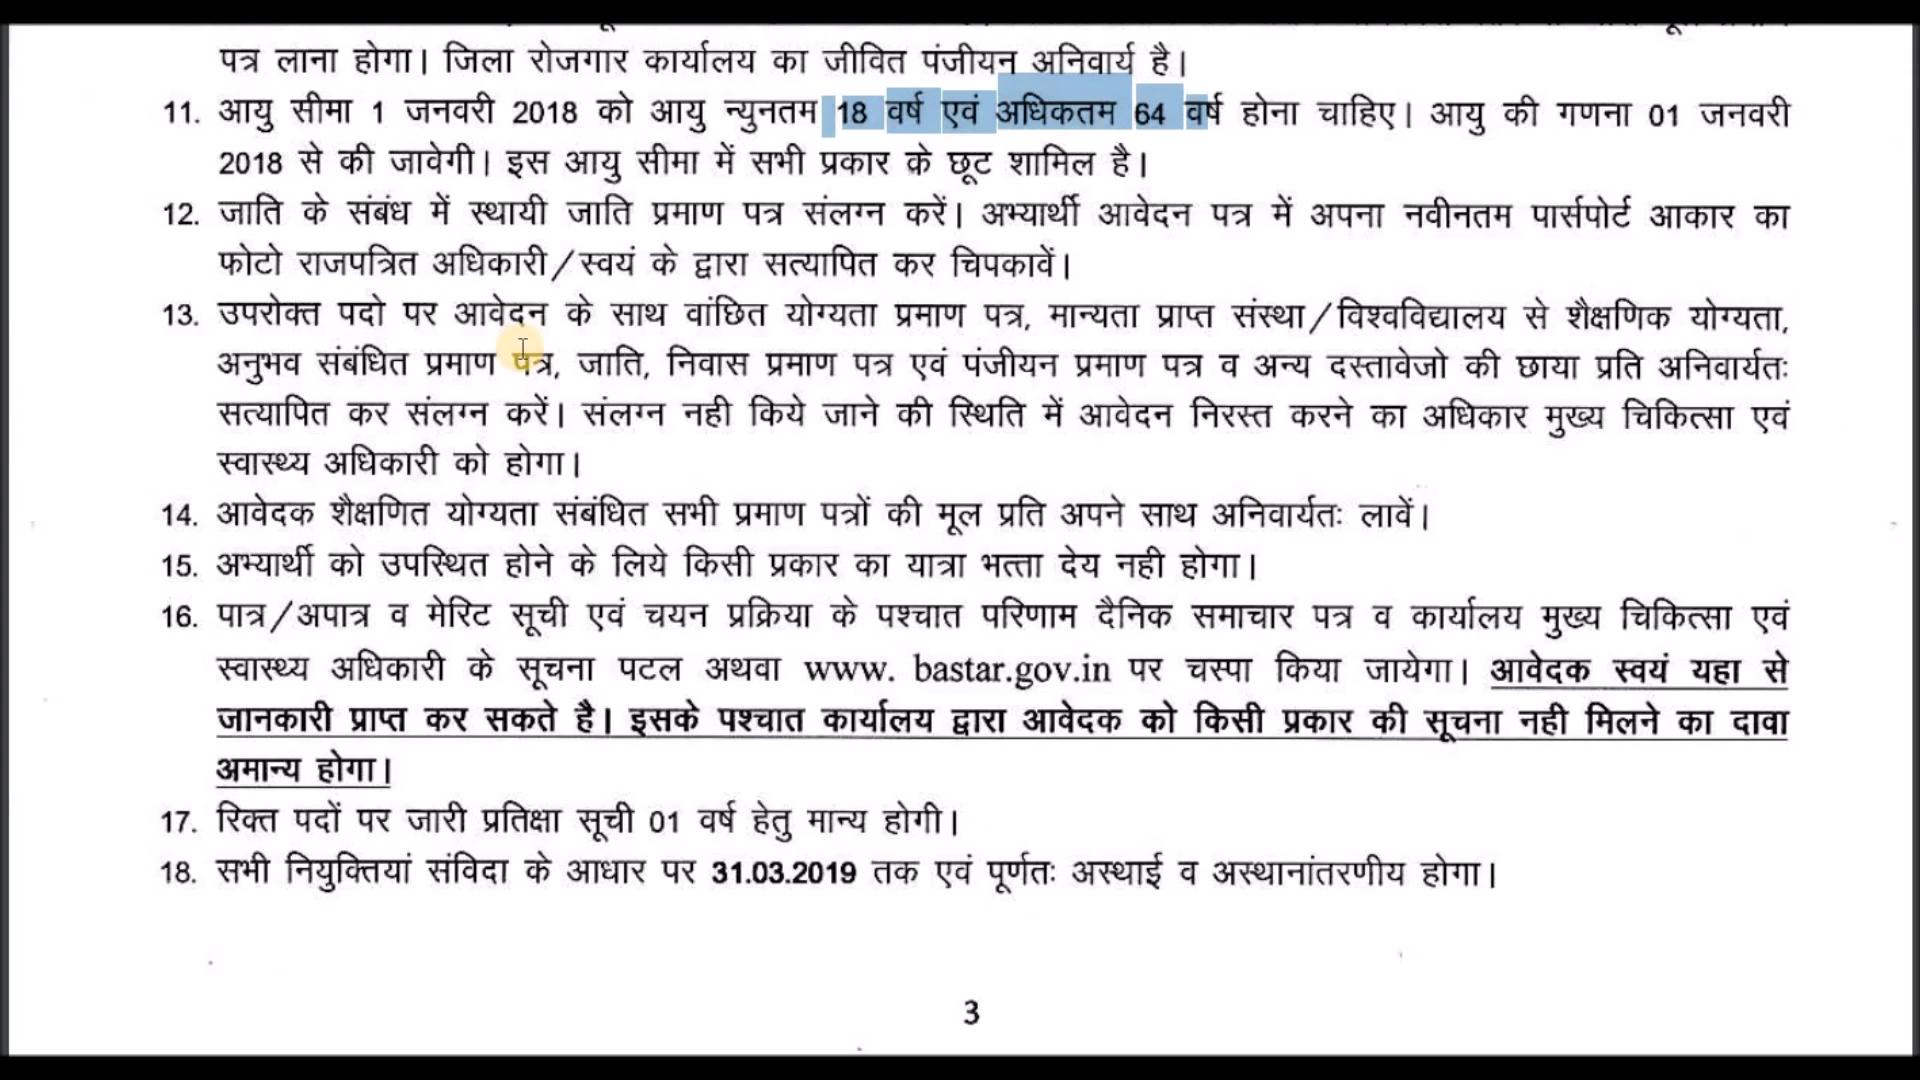 पत्र लाना होगा। जिला रोजगार कार्यालय का जीवित पंजीयन अनिवार्य है।
11. आयु सीमा 1 जनवरी 2018 को आयु न्युनतम 18 वर्ष एवं अधिकतम 64 वर्ष होना चाहिए। आयु की गणना 01 जनवरी
2018 से की जावेगी। इस आयु सीमा में सभी प्रकार के छूट शामिल है।
12. जाति के संबंध में स्थायी जाति प्रमाण पत्र संलग्न करें। अभ्यार्थी आवेदन पत्र में अपना नवीनतम पार्सपोर्ट आकार का
फोटो राजपत्रित अधिकारी/स्वयं के द्वारा सत्यापित कर चिपकावें।
13. उपरोक्त पदो पर आवेदन के साथ वांछित योग्यता प्रमाण पत्र, मान्यता प्राप्त संस्था/विश्वविद्यालय से शैक्षणिक योग्यता,
अनुभव संबंधित प्रमाण पत्र, जाति, निवास प्रमाण पत्र एवं पंजीयन प्रमाण पत्र व अन्य दस्तावेजो की छाया प्रति अनिवार्यतः
सत्यापित कर संलग्न करें। संलग्न नही किये जाने की स्थिति में आवेदन निरस्त करने का अधिकार मुख्य चिकित्सा एवं
स्वास्थ्य अधिकारी को होगा।
14. आवेदक शैक्षणित योग्यता संबंधित सभी प्रमाण पत्रों की मूल प्रति अपने साथ अनिवार्यतः लावें।
15. अभ्यार्थी को उपस्थित होने के लिये किसी प्रकार का यात्रा भत्ता देय नही होगा।
16. पात्र/अपात्र व मेरिट सूची एवं चयन प्रक्रिया के पश्चात परिणाम दैनिक समाचार पत्र व कार्यालय मुख्य चिकित्सा एवं
स्वास्थ्य अधिकारी के सूचना पटल अथवा www. bastar.gov.in पर चस्पा किया जायेगा। आवेदक स्वयं यहा से
जानकारी प्राप्त कर सकते है। इसके पश्चात कार्यालय द्वारा आवेदक को किसी प्रकार की सूचना नही मिलने का दावा
अमान्य होगा।
17. रिक्त पदों पर जारी प्रतिक्षा सूची 01 वर्ष हेतु मान्य होगी।
18. सभी नियुक्तियां संविदा के आधार पर 31.03.2019 तक एवं पूर्णतः अस्थाई व अस्थानांतरणीय होगा।
3